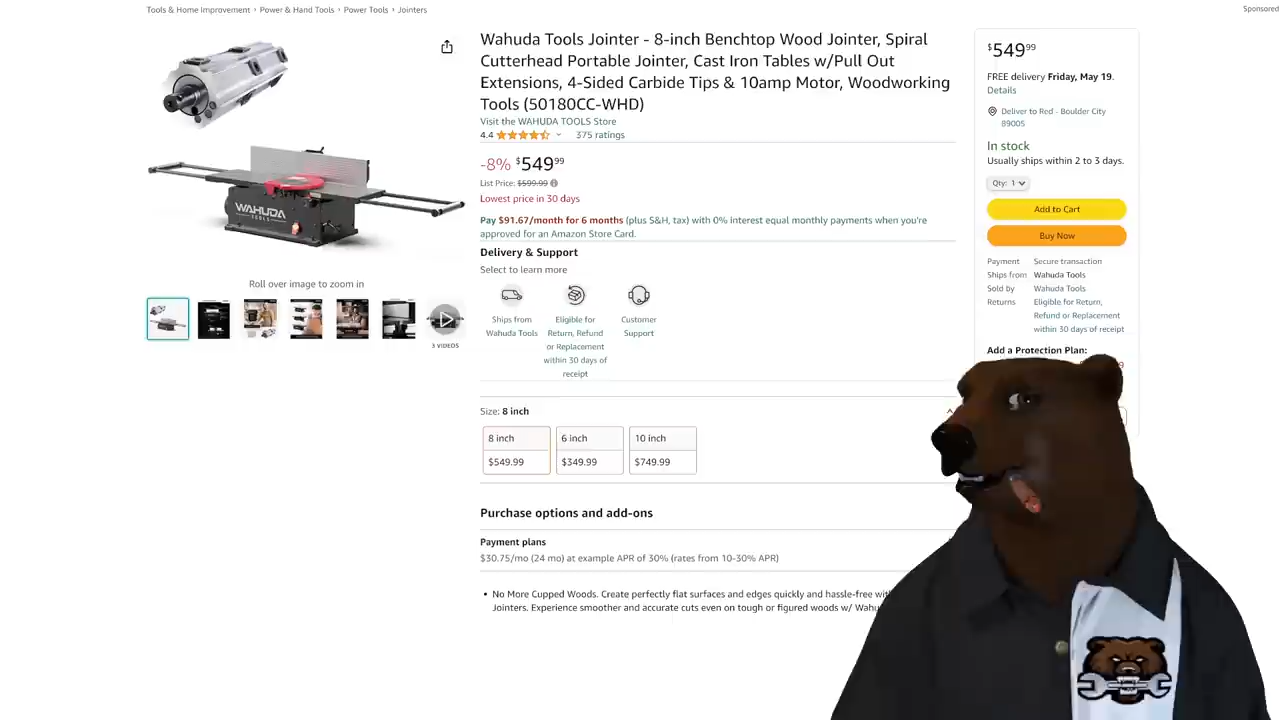 Tools & Home Improvement › Power & Hand Tools › Power Tools › Jointers
Sponsored
Wahuda Tools Jointer - 8-inch Benchtop Wood Jointer, Spiral
Cutterhead Portable Jointer, Cast Iron Tables w/Pull Out
Extensions, 4-Sided Carbide Tips & 10amp Motor, Woodworking
Tools (50180CC-WHD)
Visit the WAHUDA TOOLS Store
4.4
375 ratings
-8% $549 99
List Price: $599.99
Lowest price in 30 days
Pay $91.67/month for 6 months (plus S&H, tax) with 0% interest equal monthly payments when you're
approved for an Amazon Store Card.
WAHUDA
TOOLS
Roll over image to zoom in
3 VIDEOS
Delivery & Support
Select to learn more
Ships from
Wahuda Tools
Eligible for
Return, Refund
or Replacement
within 30 days of
receipt
Customer
Support
Size: 8 inch
8 inch
$549.99
6 inch
$349.99
10 inch
$749.99
Purchase options and add-ons
Payment plans
$30.75/mo (24 mo) at example APR of 30% (rates from 10-30% APR)
• No More Cupped Woods. Create perfectly flat surfaces and edges quickly and hassle-free
Jointers. Experience smoother and accurate cuts even on tough or figured woods w/
$549 99
FREE delivery Friday, May 19.
Details
Deliver to Red - Boulder City
89005
In stock
Usually ships within 2 to 3 days.
Qty: 1
Add to Cart
Buy Now
Payment Secure transaction
Ships from Wahuda Tools
Sold by Wahuda Tools
Returns Eligible for Return,
Refund or Replacement
within 30 days of receipt
Add a Protection Plan: